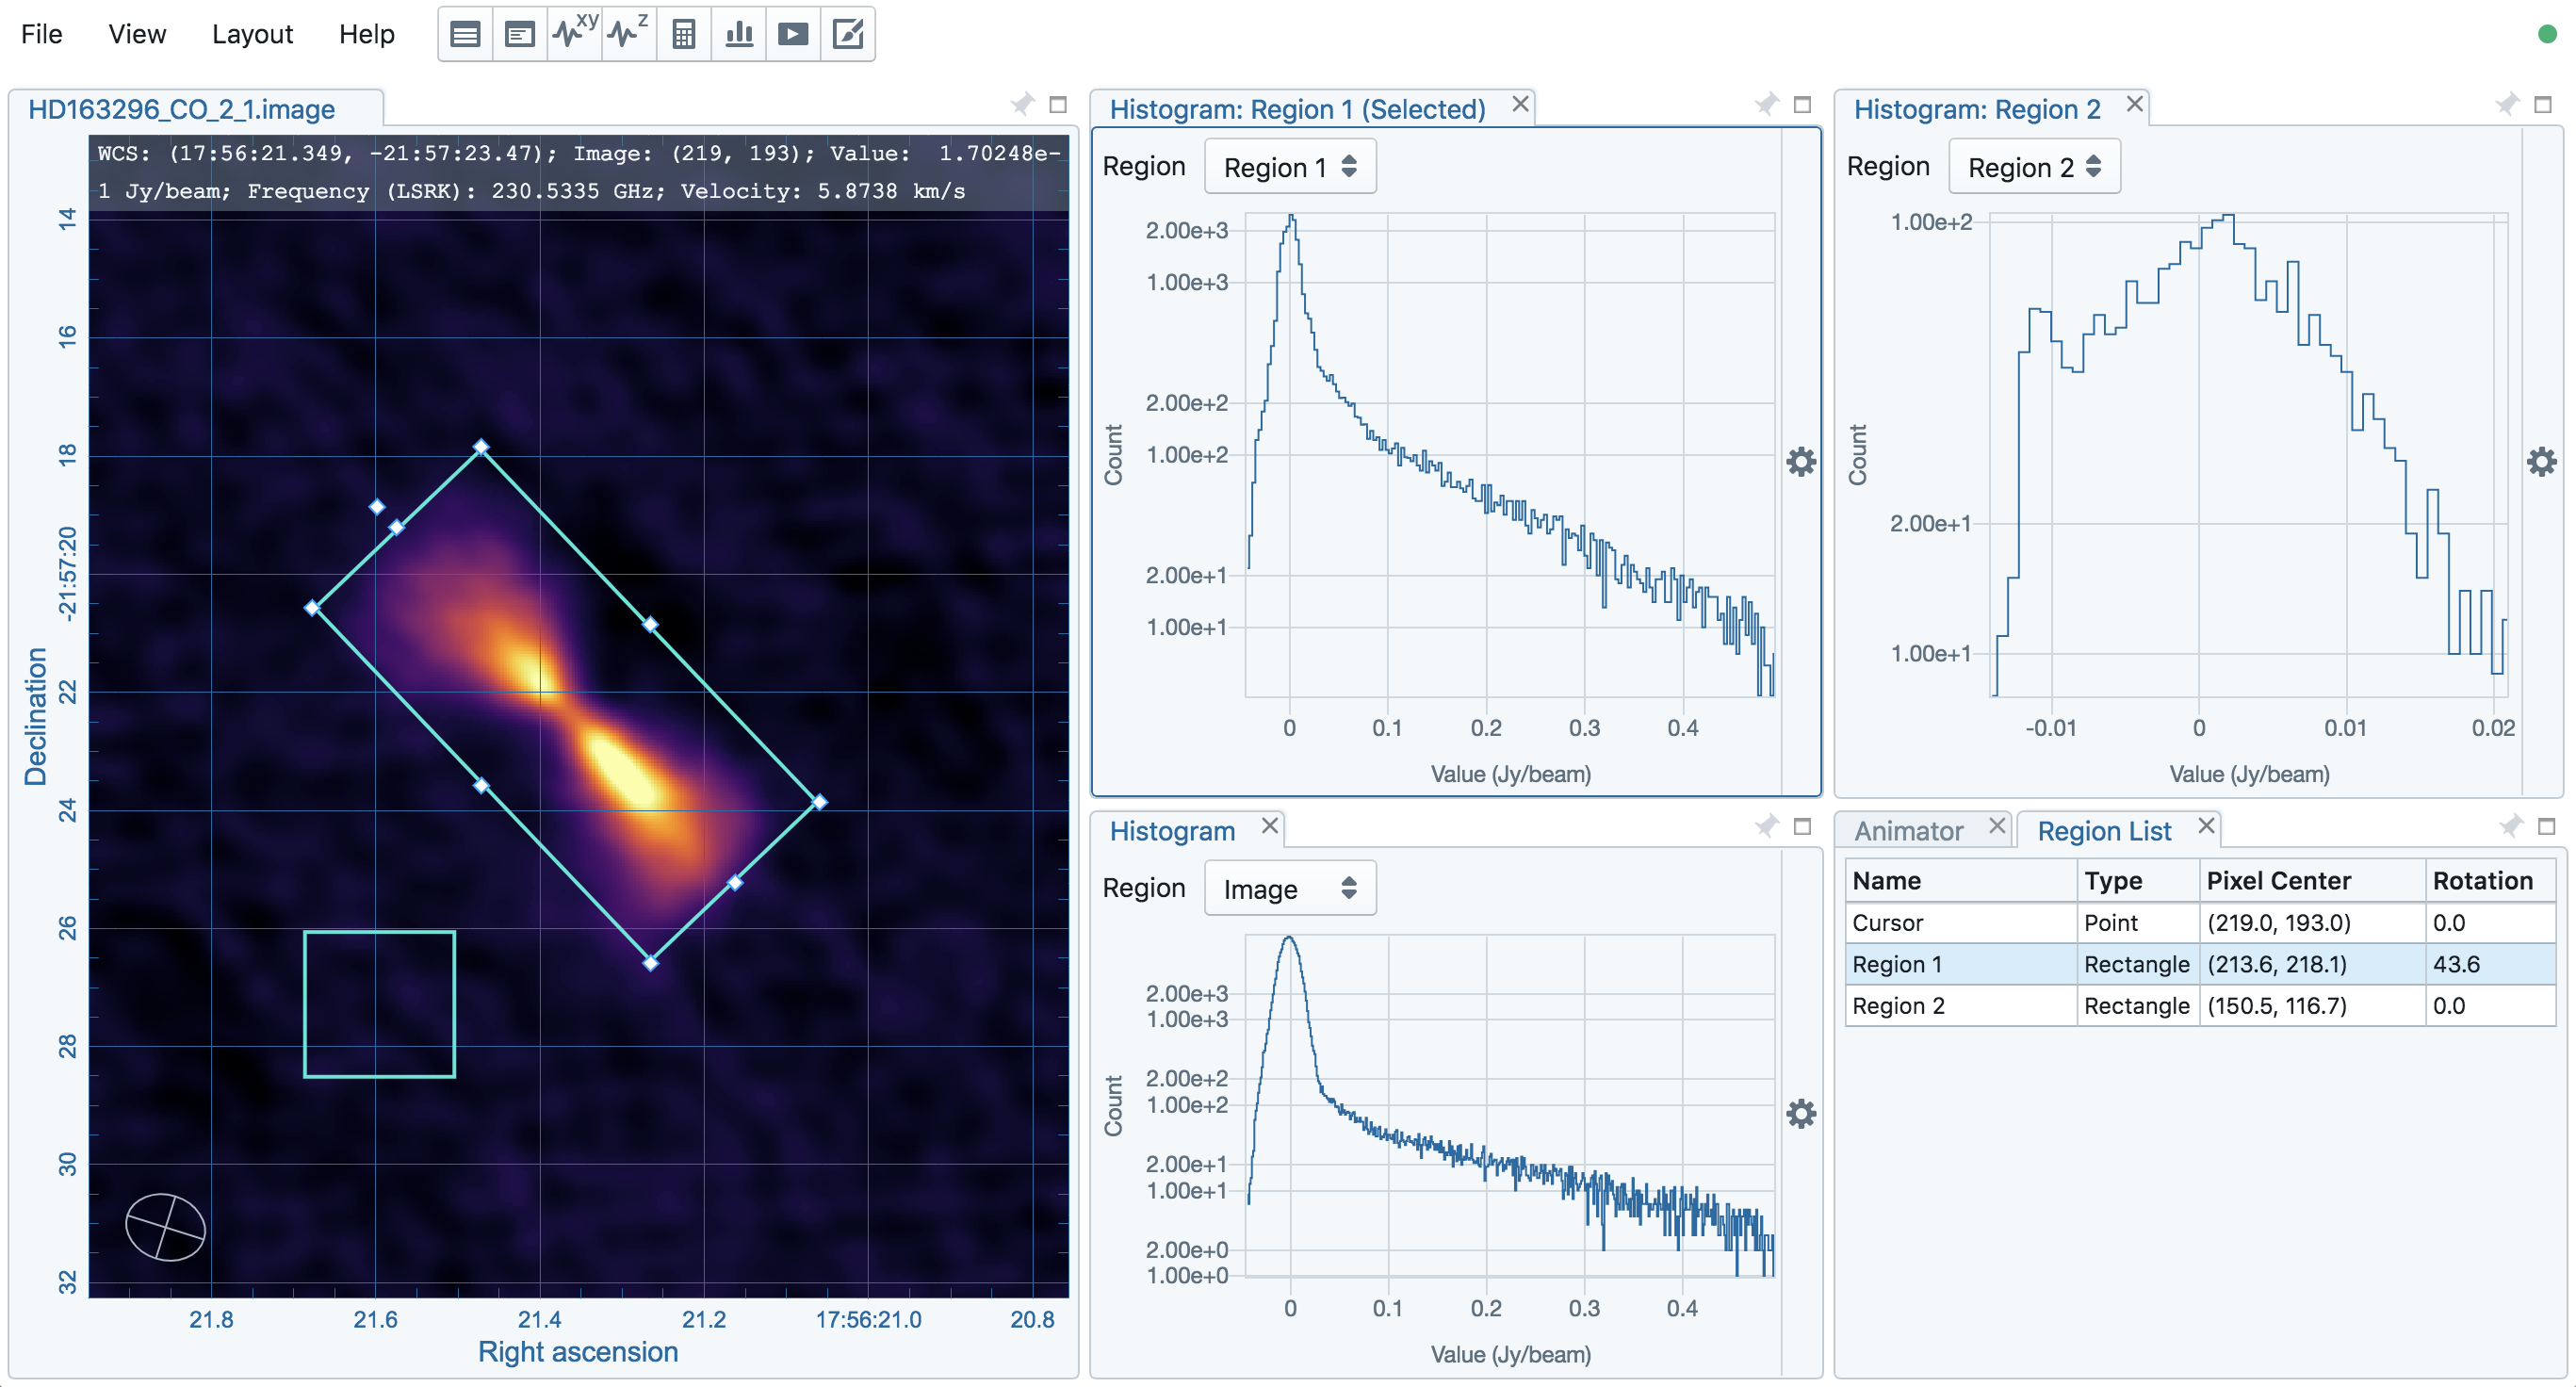 File View Layout Help xy z
HD163296_CO_2_1.image
WCS: (17:56:21.349, -21:57:23.47); Image: (219, 193); Value: 1.70248e-
1 Jy/beam; Frequency (LSRK): 230.5335 GHz; Velocity: 5.8738 km/s
14
16
18
-21:57:20
22
24
26
28
30
32
Declination
21.8 21.6 21.4 21.2 17:56:21.0 20.8
Right ascension
Histogram: Region 1 (Selected)
Region Region 1
2.00e+3
1.00e+3
2.00e+2
1.00e+2
2.00e+1
1.00e+1
Count
0 0.1 0.2 0.3 0.4
Value (Jy/beam)
Histogram: Region 2
Region Region 2
1.00e+2
2.00e+1
1.00e+1
Count
-0.01 0 0.01 0.02
Value (Jy/beam)
Histogram
Region Image
2.00e+3
1.00e+3
2.00e+2
1.00e+2
2.00e+1
1.00e+1
2.00e+0
1.00e+0
Count
0 0.1 0.2 0.3 0.4
Value (Jy/beam)
Animator Region List
Name Type Pixel Center Rotation
Cursor Point (219.0, 193.0) 0.0
Region 1 Rectangle (213.6, 218.1) 43.6
Region 2 Rectangle (150.5, 116.7) 0.0